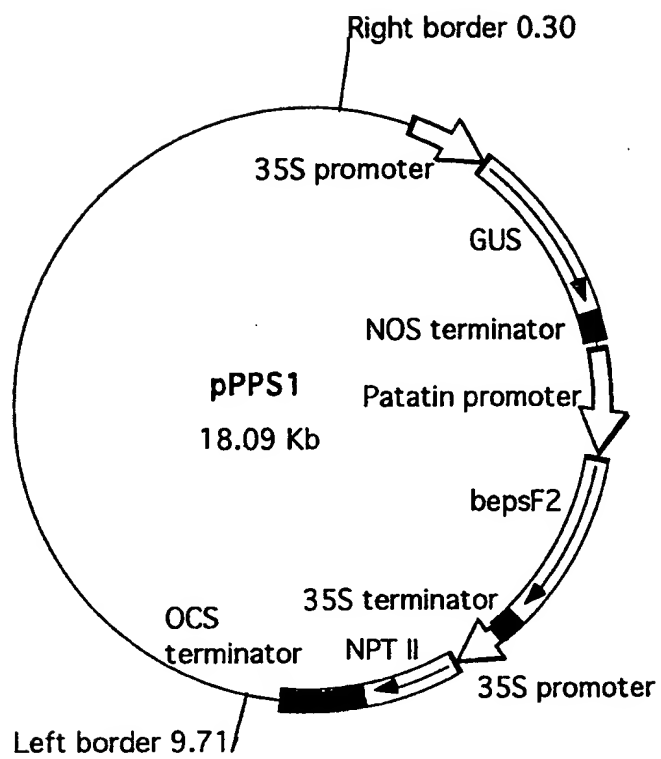 Right border 0.30
35S promoter
GUS
NOS terminator
pPPS1
Patatin promoter
18.09 Kb
bepsF2
35S terminator
OCS
terminator
NPT II
35S promoter
Left border 9.71